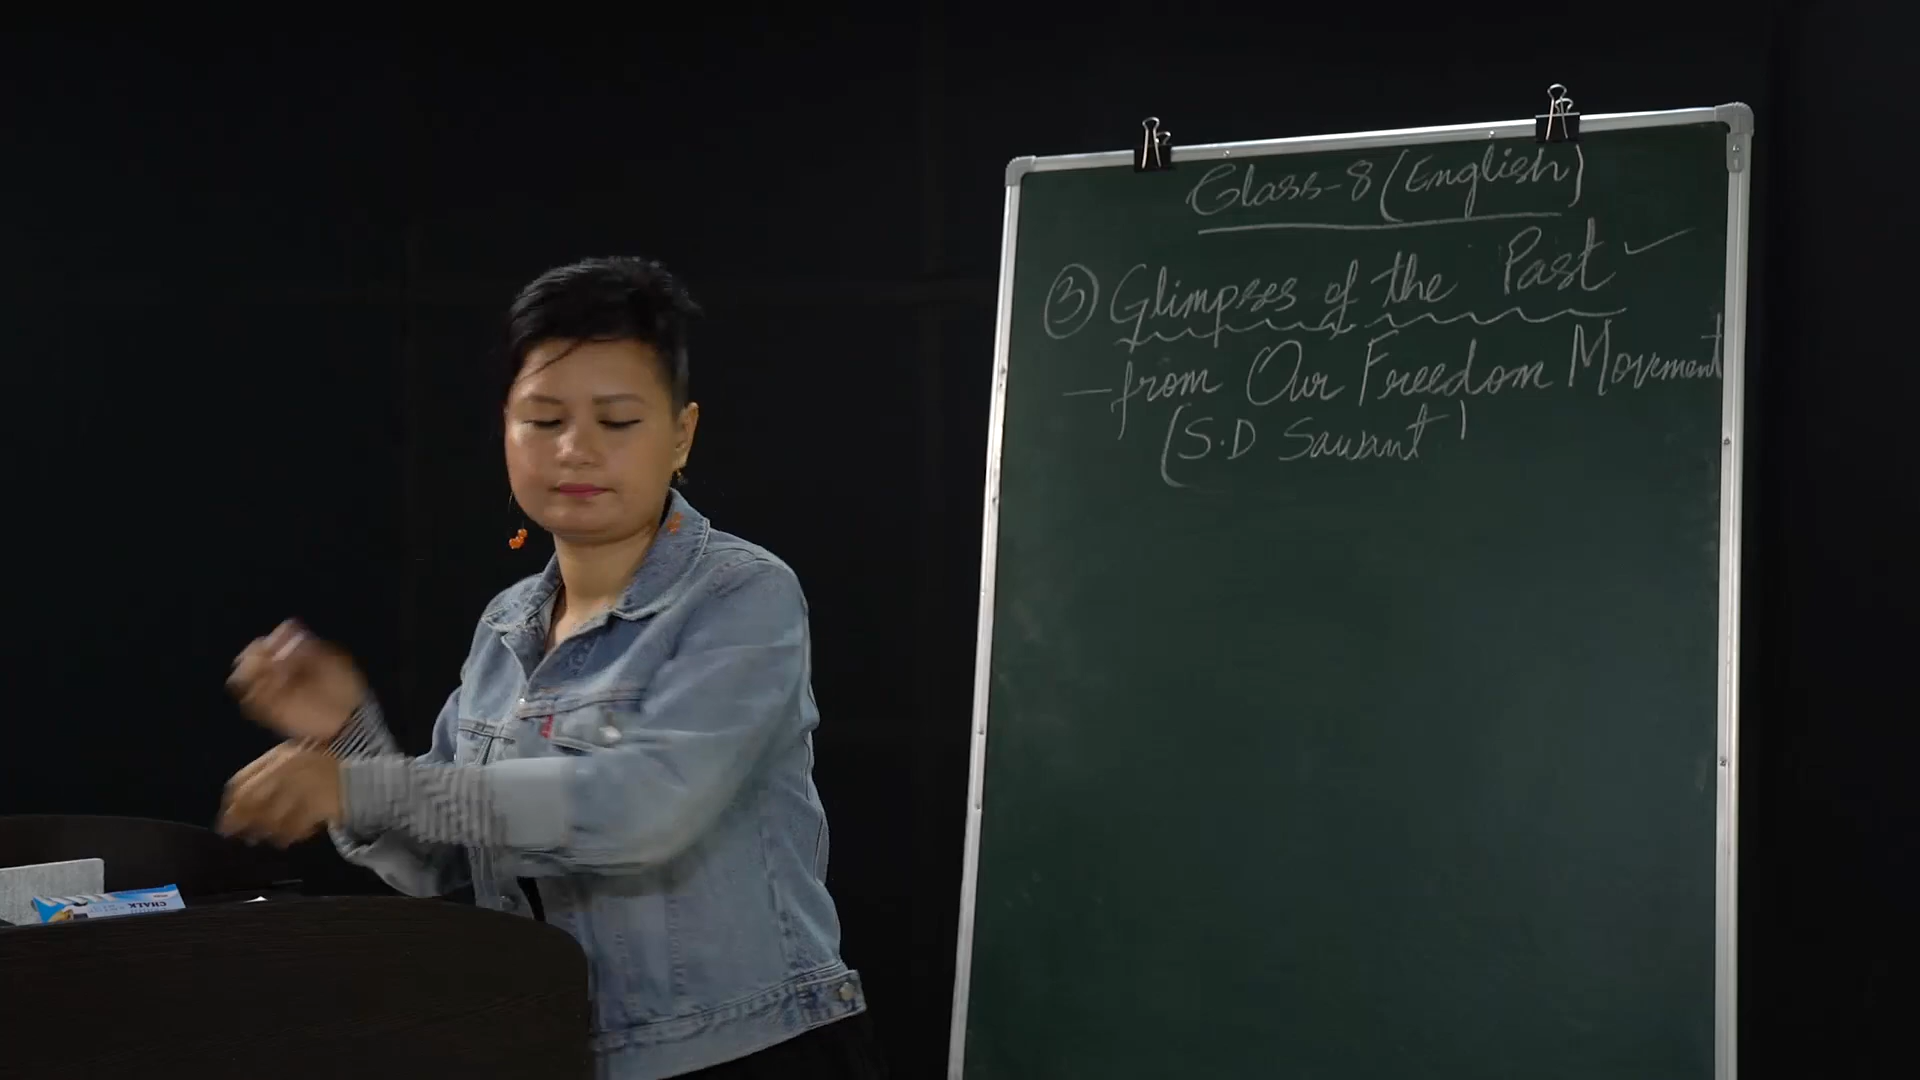 Class-8 (English)
③ Glimpses of the Past ✓
— from Our Freedom Movement
(S.D Sawant)
CHALK